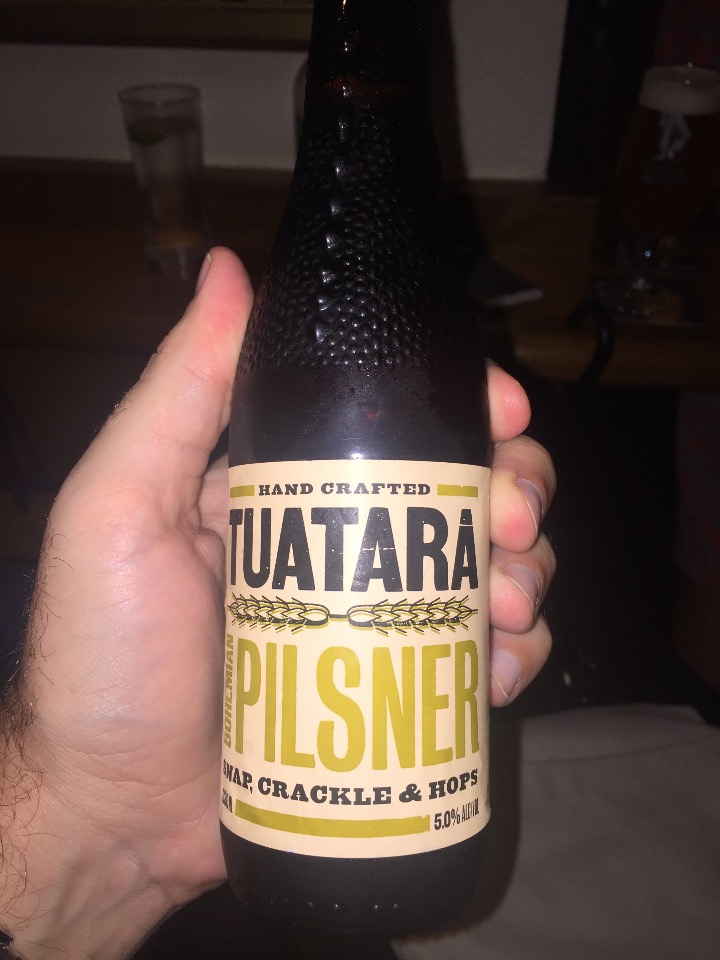 HAND CRAFTED
TUATARA
BOHEMIAN
PILSNER
SNAP, CRACKLE & HOPS
5.0% ALC/VOL